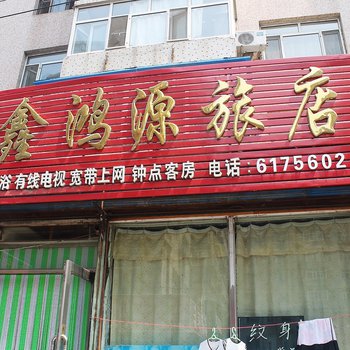 鑫鸿源旅店
浴 有线电视 宽带上网 钟点客房 电话:6175602
纹身